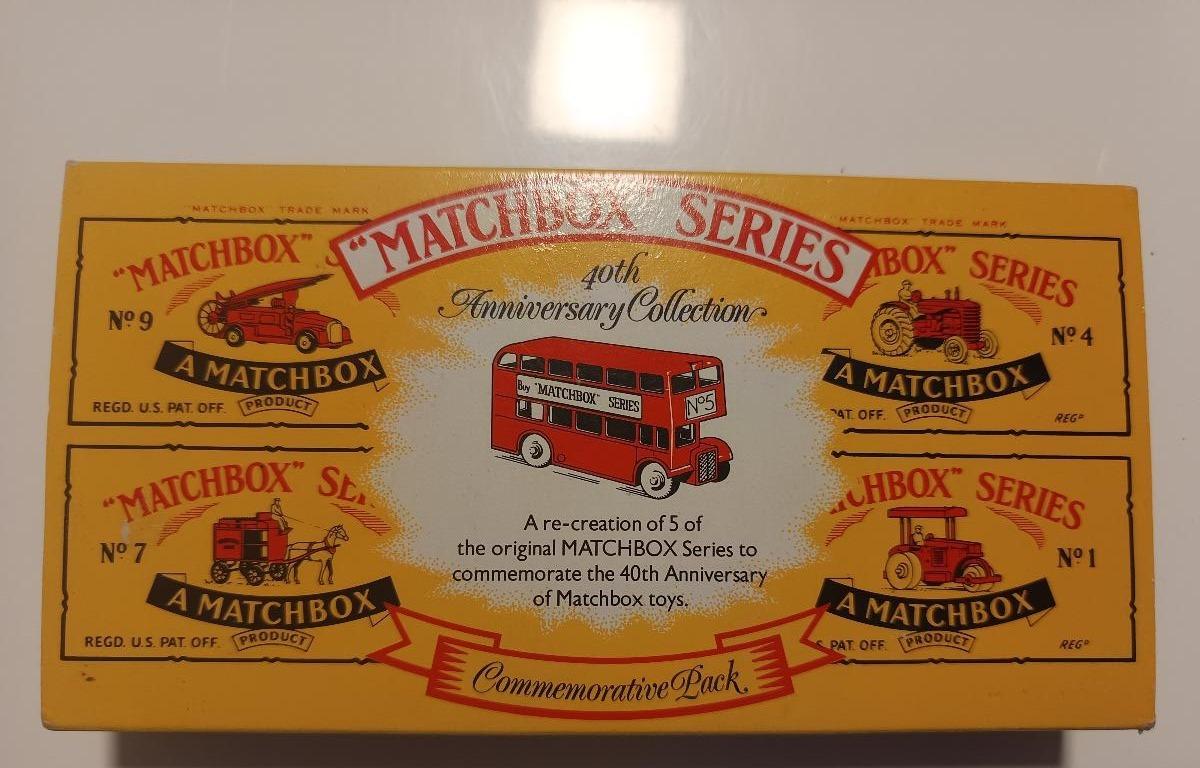 "MATCHBOX" SERIES
40th
Anniversary Collection
Buy "MATCHBOX" SERIES
Nº5
A re-creation of 5 of
the original MATCHBOX Series to
commemorate the 40th Anniversary
of Matchbox toys.
Commemorative Pack
MATCHBOX TRADE MARK
"MATCHBOX" S
Nº 9
A MATCHBOX
PRODUCT
REGD. U.S. PAT. OFF.
MATCHBOX TRADE MARK
HBOX" SERIES
Nº 4
A MATCHBOX
PRODUCT
PAT. OFF.
REGD
"MATCHBOX" SE
Nº 7
A MATCHBOX
PRODUCT
REGD. U.S. PAT. OFF.
CHBOX" SERIES
Nº 1
A MATCHBOX
PRODUCT
S. PAT. OFF.
REGD